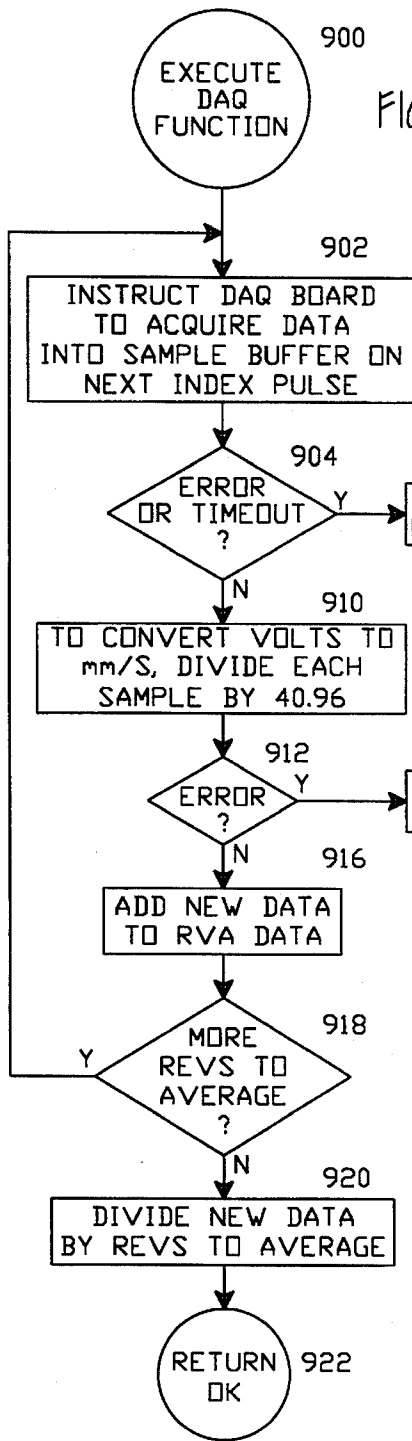 900
EXECUTE
DAQ
FUNCTION
902
INSTRUCT DAQ BOARD
TO ACQUIRE DATA
INTO SAMPLE BUFFER ON
NEXT INDEX PULSE
904
ERROR
OR TIMEOUT
?
Y
N
910
TO CONVERT VOLTS TO
mm/S, DIVIDE EACH
SAMPLE BY 40.96
912
ERROR
?
Y
N
916
ADD NEW DATA
TO RVA DATA
918
MORE
REVS TO
AVERAGE
?
Y
N
920
DIVIDE NEW DATA
BY REVS TO AVERAGE
RETURN
OK
922